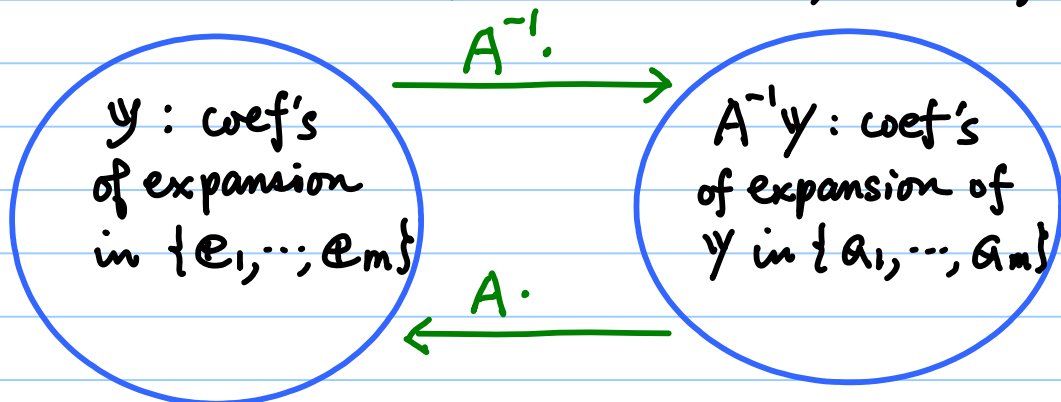 A⁻¹·
y : coef's
of expansion
in {e₁,⋯,eₘ}
A⁻¹y : coef's
of expansion of
y in {a₁,⋯,aₘ}
A·